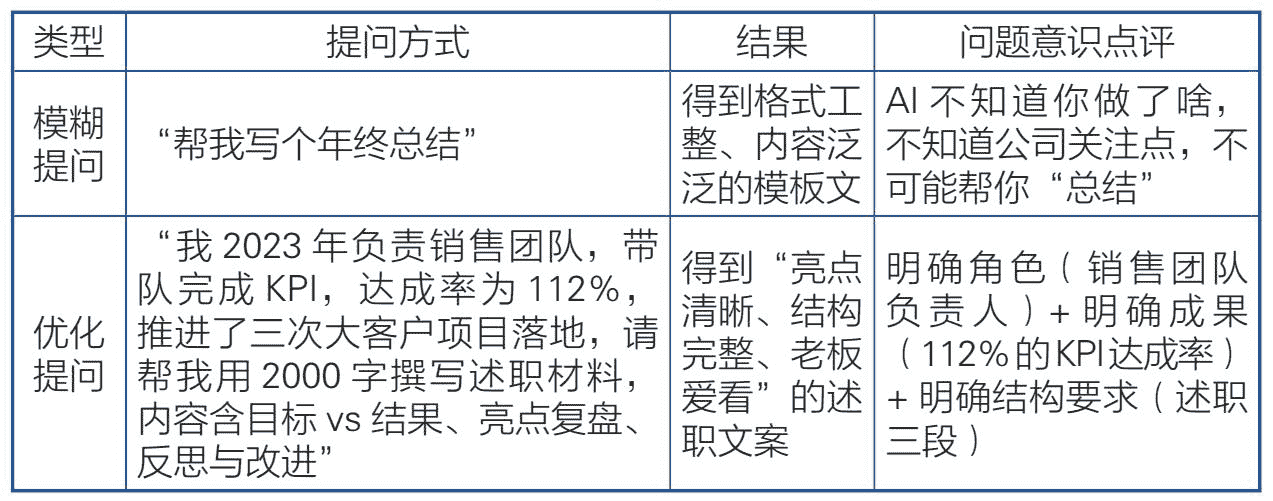 类型
提问方式
结果
问题意识点评
模糊
提问
“帮我写个年终总结”
得到格式工
整、内容泛
泛的模板文
AI 不知道你做了啥，
不知道公司关注点，不
可能帮你“总结”
优化
提问
“我 2023 年负责销售团队，带
队完成 KPI，达成率为 112%，
推进了三次大客户项目落地，请
帮我用 2000 字撰写述职材料，
内容含目标 vs 结果、亮点复盘、
反思与改进”
得到“亮点
清晰、结构
完整、老板
爱看”的述
职文案
明确角色（销售团队
负责人）+ 明确成果
（112% 的 KPI 达成率）
+ 明确结构要求（述职
三段）